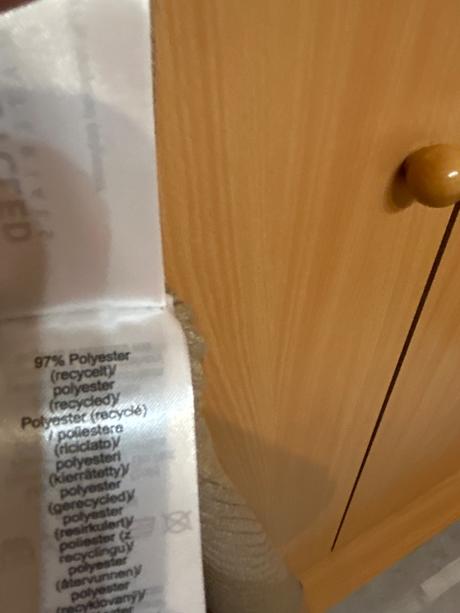 97% Polyester
(recycelt)/
polyester
(recycled)/
Polyester (recyclé)
/ poliestere
(riciclato)/
polyesteri
(kierrätetty)/
polyester
(gerecycled)/
polyester
(resirkulert)/
poliester (z
recyclingu)/
polyester
(återvunnen)/
polyester
(recyklovaný)/